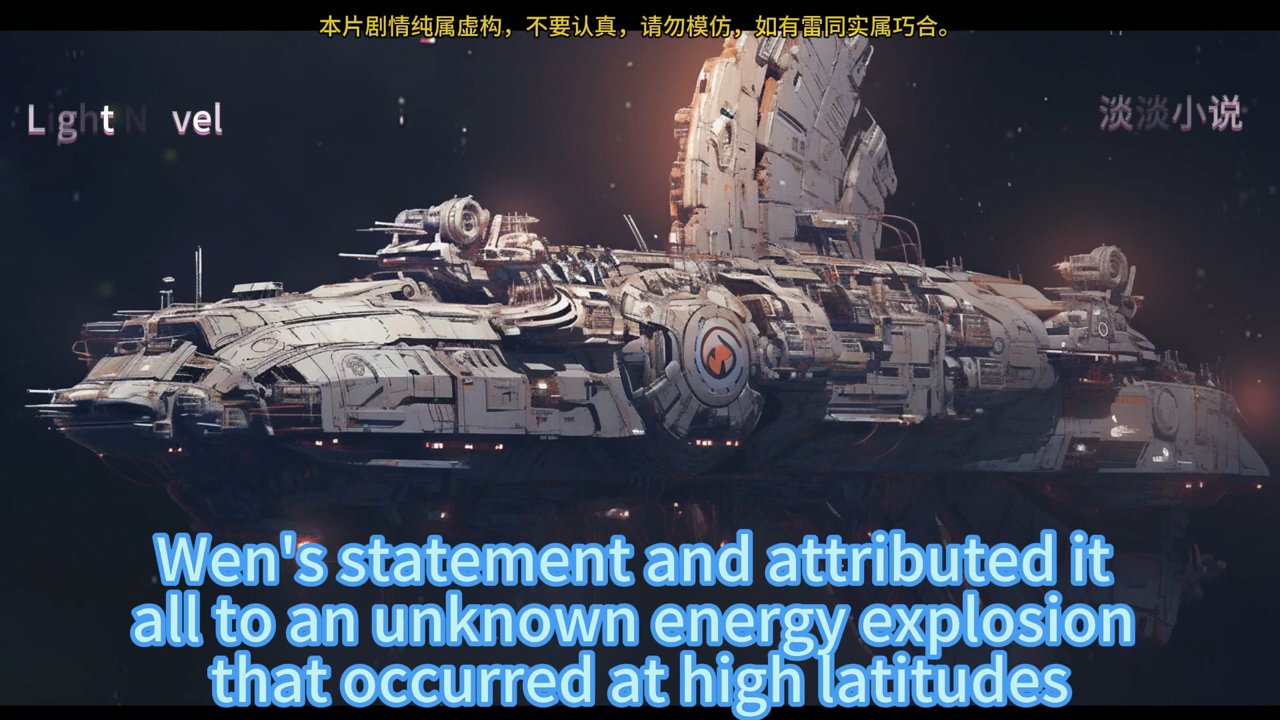 本片剧情纯属虚构，不要认真，请勿模仿，如有雷同实属巧合。
Light N vel
淡淡小说
Wen's statement and attributed it
all to an unknown energy explosion
that occurred at high latitudes